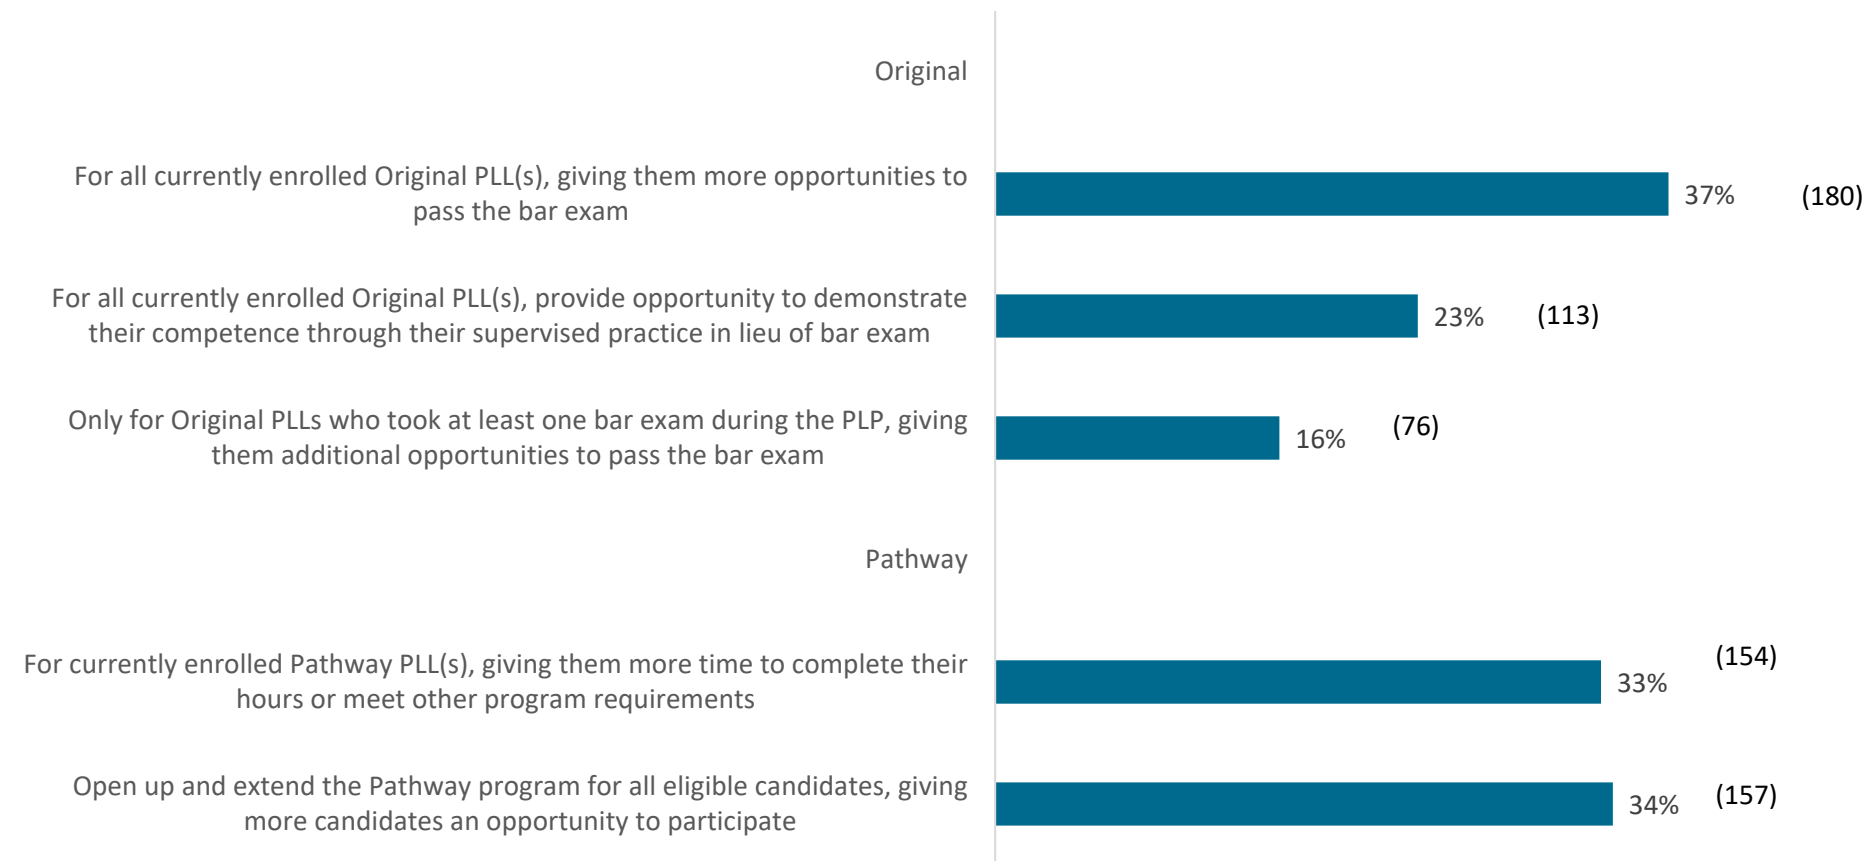 Original
For all currently enrolled Original PLL(s), giving them more opportunities to
pass the bar exam
37%
(180)
For all currently enrolled Original PLL(s), provide opportunity to demonstrate
their competence through their supervised practice in lieu of bar exam
23%
(113)
Only for Original PLLs who took at least one bar exam during the PLP, giving
them additional opportunities to pass the bar exam
16%
(76)
Pathway
For currently enrolled Pathway PLL(s), giving them more time to complete their
hours or meet other program requirements
33%
(154)
Open up and extend the Pathway program for all eligible candidates, giving
more candidates an opportunity to participate
34%
(157)